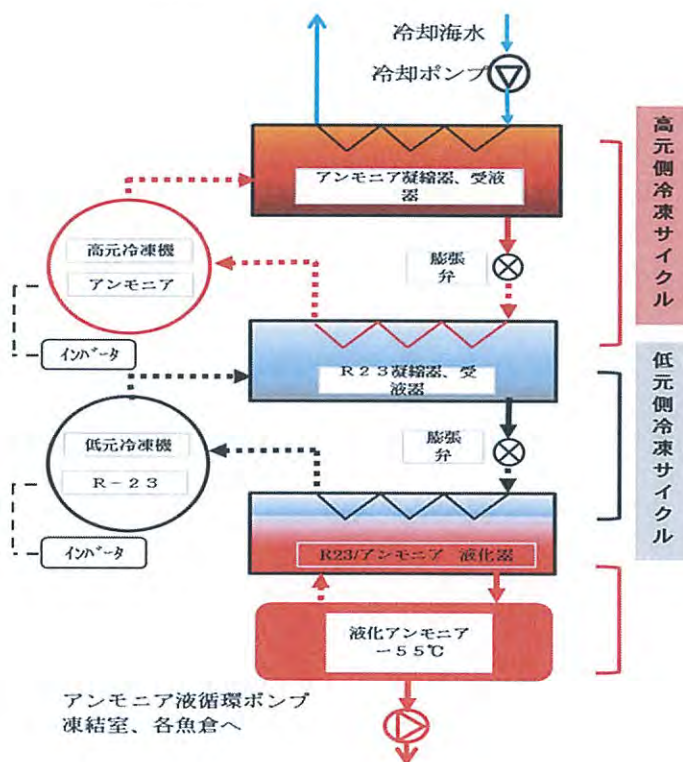 冷却海水
冷却ポンプ
アンモニア凝縮器、受液
器
高元冷凍機
アンモニア
膨張
弁
インバータ
高元側冷凍サイクル
R23凝縮器、受
液器
低元冷凍機
R-23
膨張
弁
インバータ
低元側冷凍サイクル
R23/アンモニア 液化器
液化アンモニア
-55℃
アンモニア液循環ポンプ
凍結室、各魚倉へ